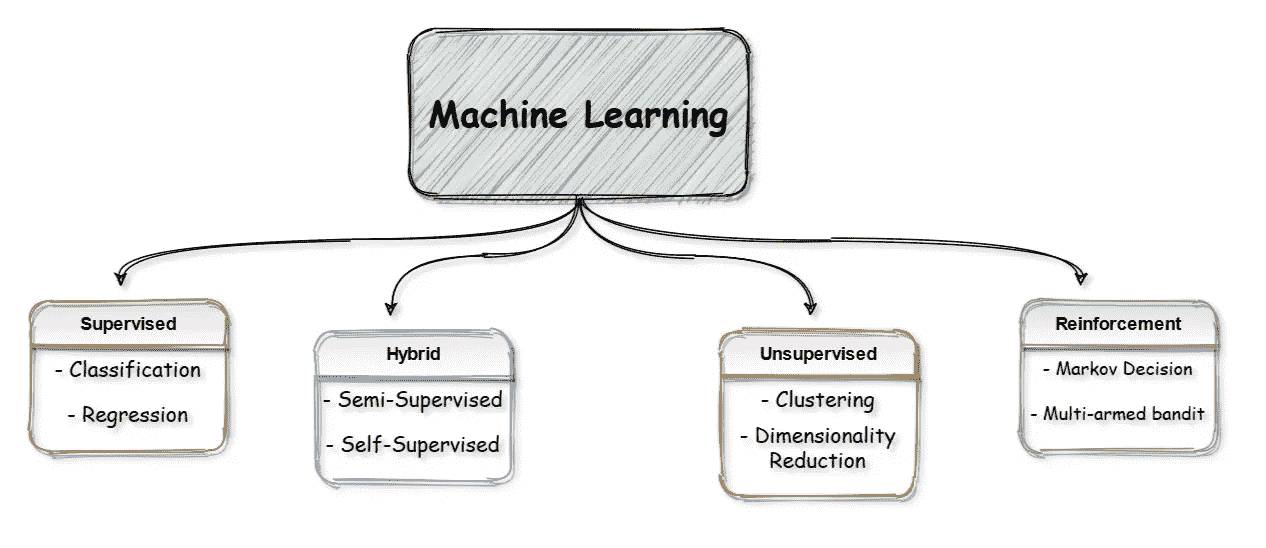 Machine Learning
Supervised
- Classification
- Regression
Hybrid
- Semi-Supervised
- Self-Supervised
Unsupervised
- Clustering
- Dimensionality
Reduction
Reinforcement
- Markov Decision
- Multi-armed bandit